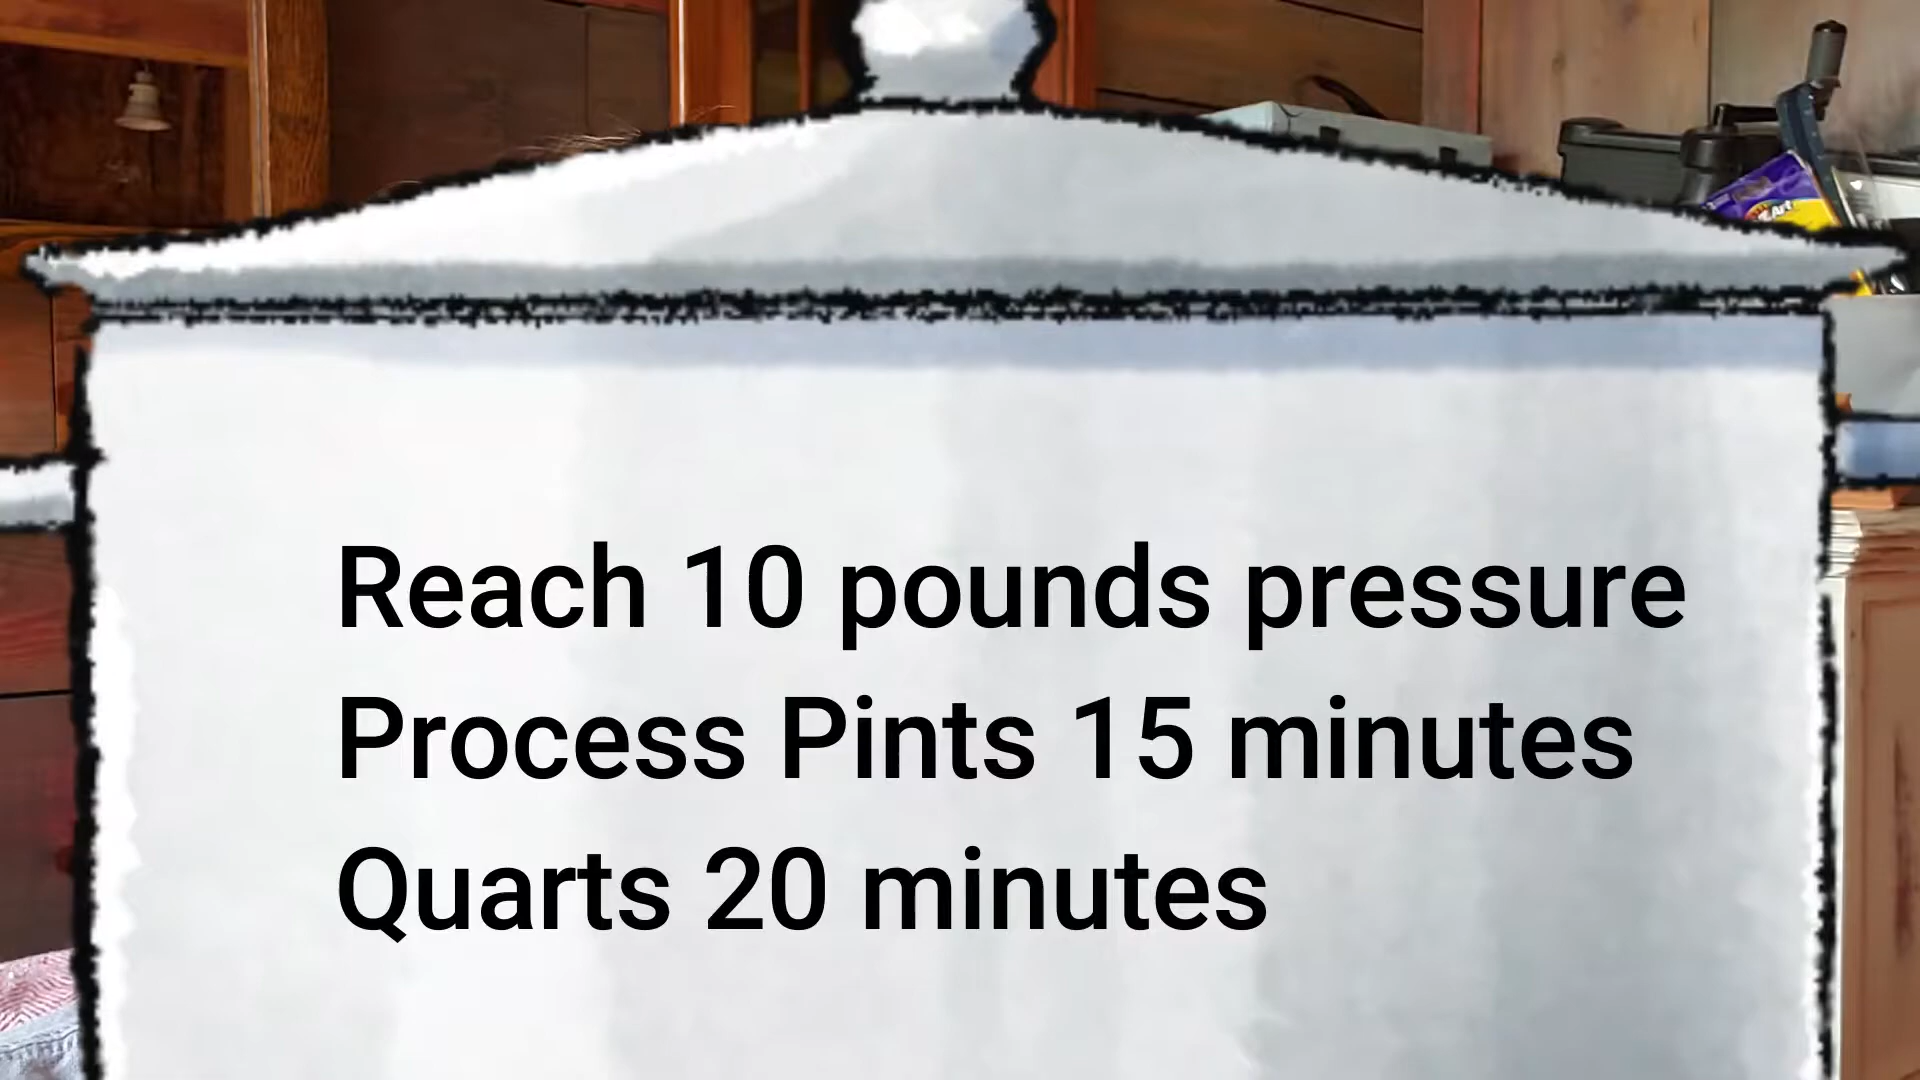 Reach 10 pounds pressure
Process Pints 15 minutes
Quarts 20 minutes